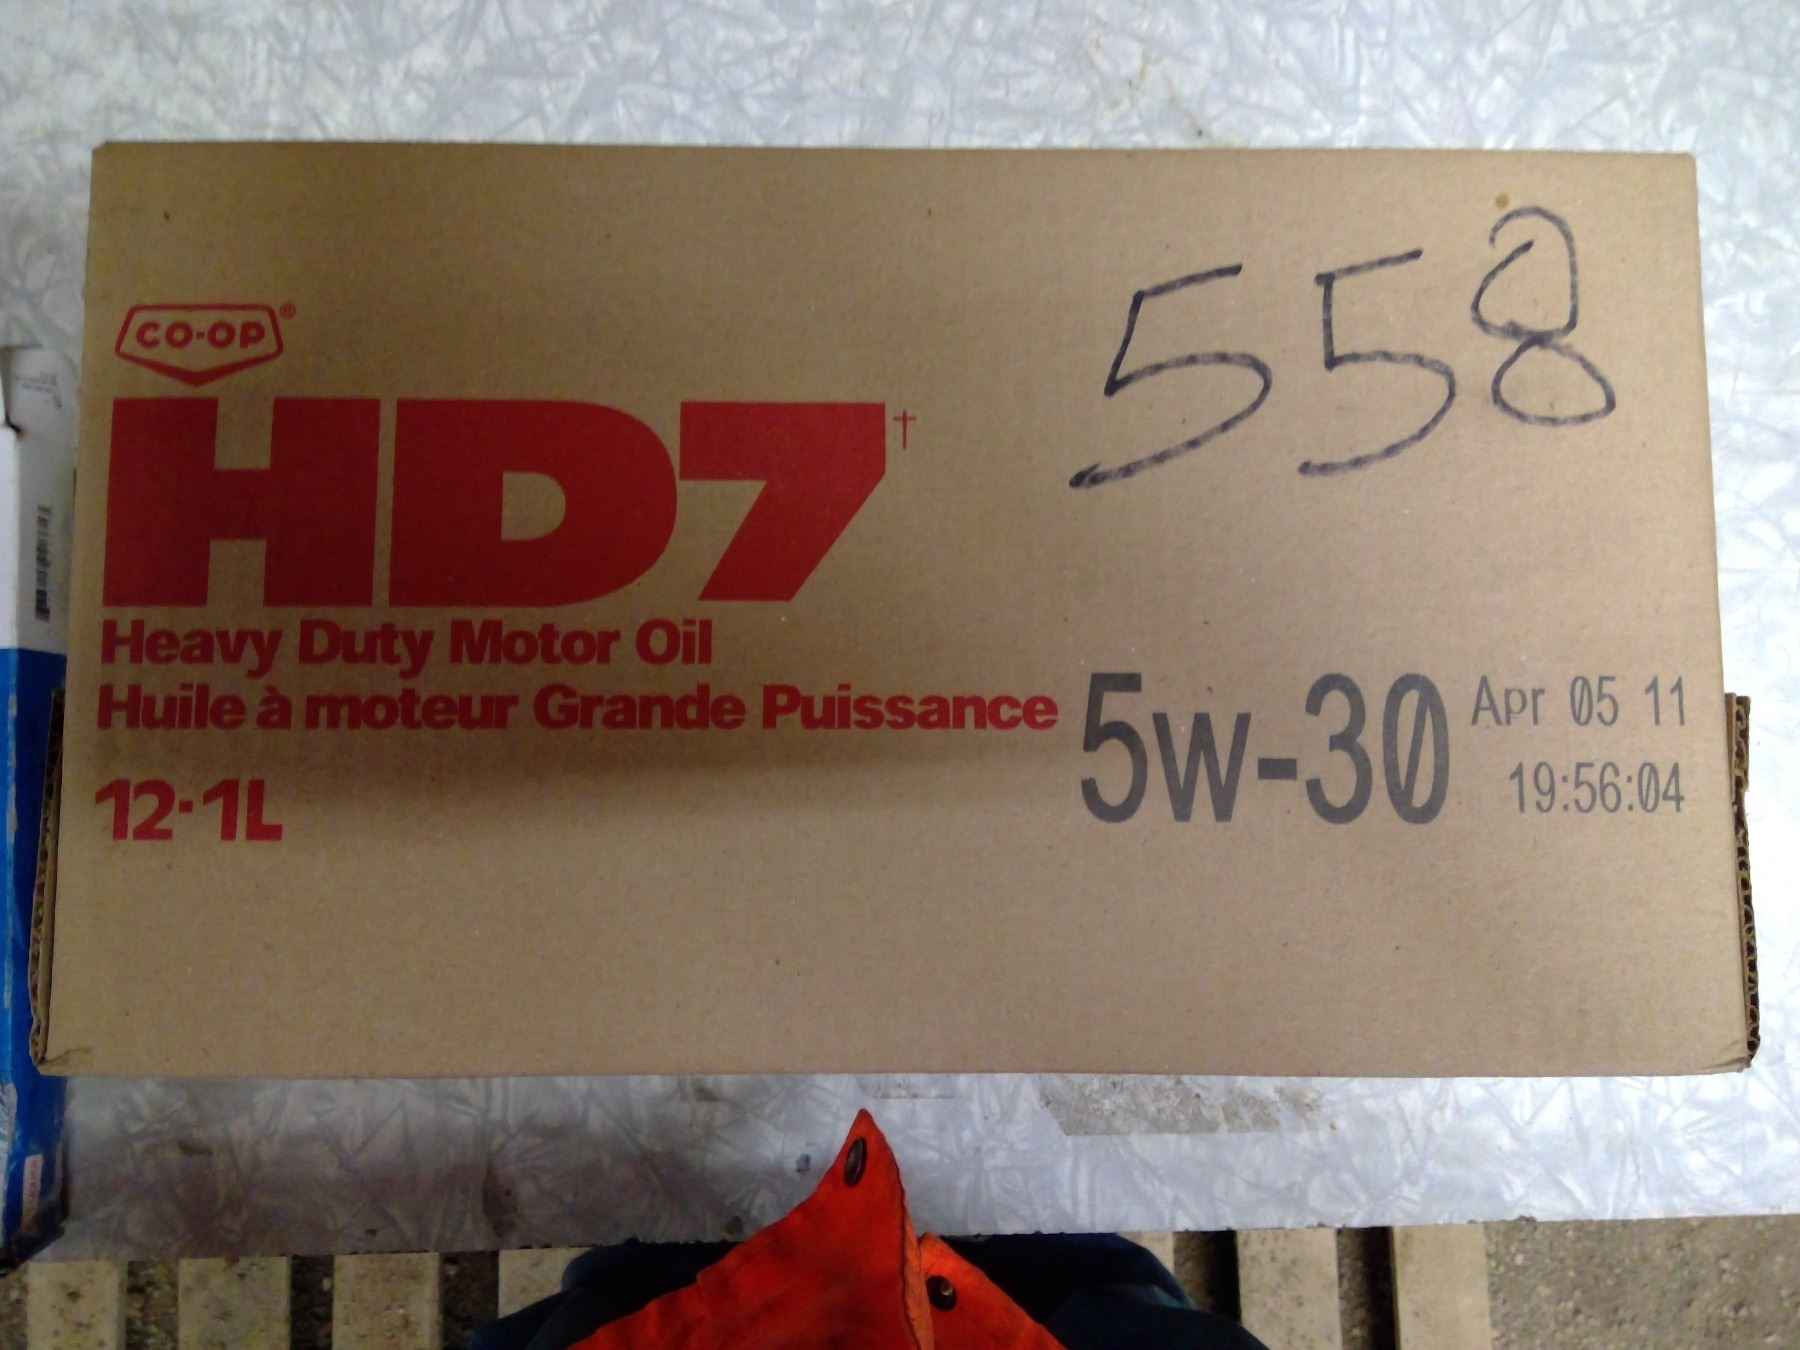 558
CO-OP®
HD7†
Heavy Duty Motor Oil
Huile à moteur Grande Puissance
12·1L
5w-30
Apr 05 11
19:56:04